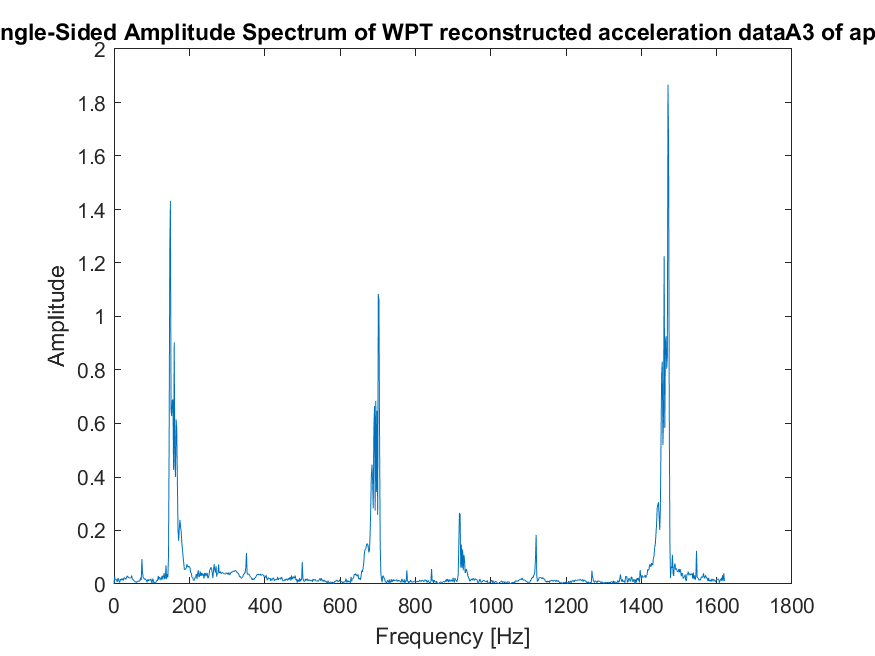 ngle-Sided Amplitude Spectrum of WPT reconstructed acceleration dataA3 of ap
2
1.8
1.6
1.4
1.2
1
0.8
0.6
0.4
0.2
0
Amplitude
0 200 400 600 800 1000 1200 1400 1600 1800
Frequency [Hz]